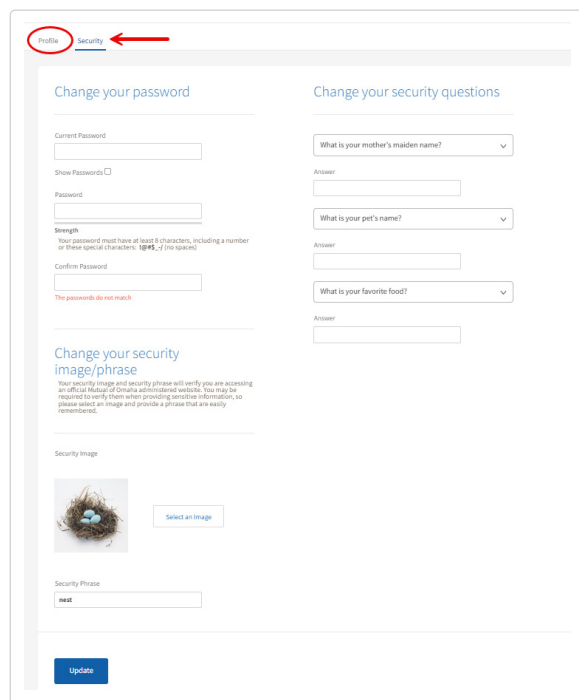 Profile
Security
Change your password
Current Password
Show Passwords
Password
Strength
Your password must have at least 8 characters, including a number
or these special characters: !@#$_-/ (no spaces)
Confirm Password
The passwords do not match
Change your security
image/phrase
Your security image and security phrase will verify you are accessing
an official Mutual of Omaha administered website. You may be
required to verify them when providing sensitive information, so
please select an image and provide a phrase that are easily
remembered.
Security Image
Select an Image
Security Phrase
nest
Update
Change your security questions
What is your mother's maiden name?
Answer
What is your pet's name?
Answer
What is your favorite food?
Answer